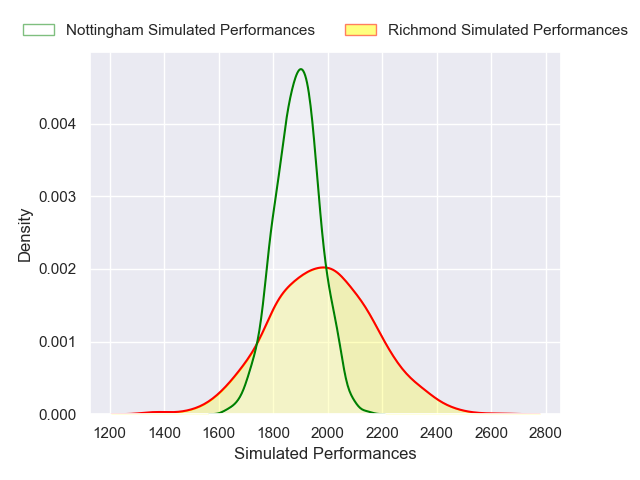 Nottingham Simulated Performances Richmond Simulated Performances
0.004
0.003
0.002
0.001
0.000
Density
1200 1400 1600 1800 2000 2200 2400 2600 2800
Simulated Performances